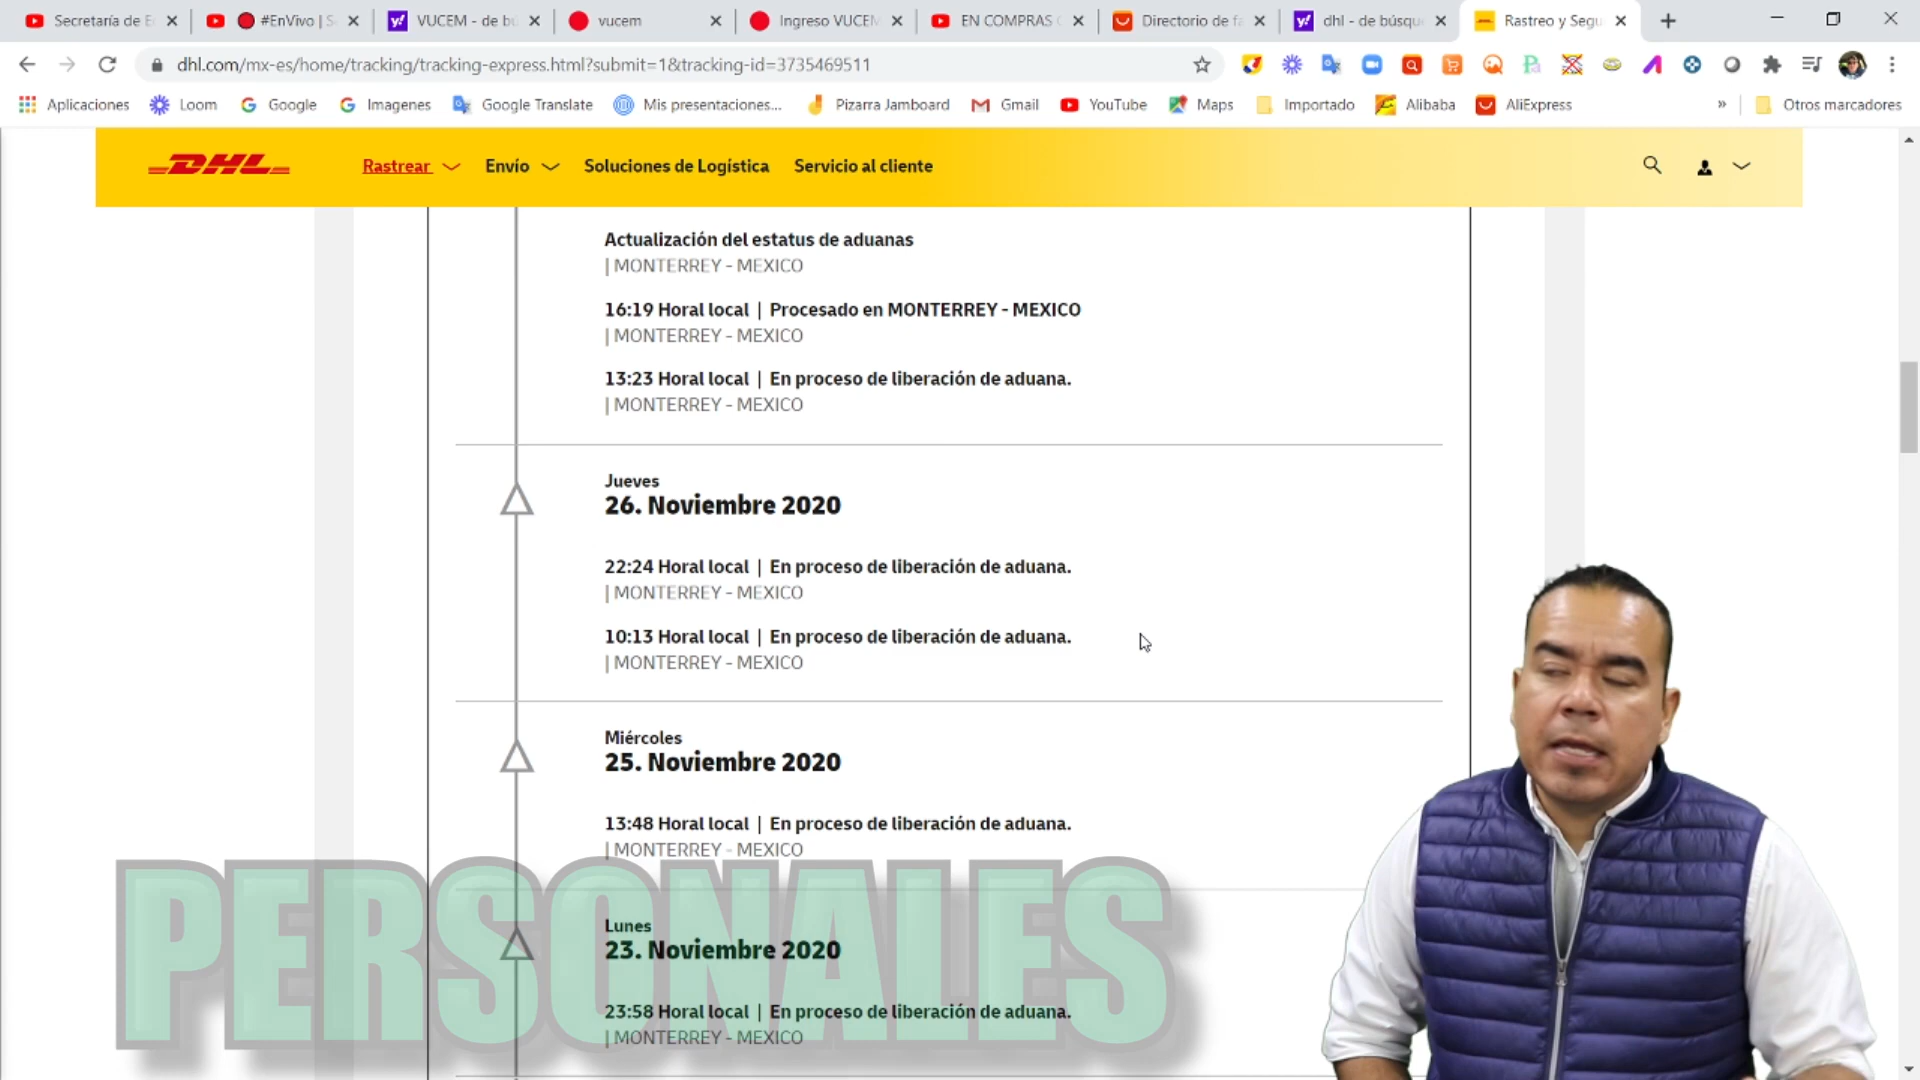 Secretaría de E
#EnVivo | S
VUCEM - de bú
vucem
Ingreso VUCEM
EN COMPRAS
Directorio de fa
dhl - de búsque
Rastreo y Segu
dhl.com/mx-es/home/tracking/tracking-express.html?submit=1&tracking-id=3735469511
Aplicaciones
Loom
Google
Imagenes
Google Translate
Mis presentaciones...
Pizarra Jamboard
Gmail
YouTube
Maps
Importado
Alibaba
AliExpress
»
Otros marcadores
DHL
Rastrear
Envío
Soluciones de Logística
Servicio al cliente
Actualización del estatus de aduanas
| MONTERREY - MEXICO
16:19 Horal local | Procesado en MONTERREY - MEXICO
| MONTERREY - MEXICO
13:23 Horal local | En proceso de liberación de aduana.
| MONTERREY - MEXICO
Jueves
26. Noviembre 2020
22:24 Horal local | En proceso de liberación de aduana.
| MONTERREY - MEXICO
10:13 Horal local | En proceso de liberación de aduana.
| MONTERREY - MEXICO
Miércoles
25. Noviembre 2020
13:48 Horal local | En proceso de liberación de aduana.
| MONTERREY - MEXICO
Lunes
23. Noviembre 2020
23:58 Horal local | En proceso de liberación de aduana.
| MONTERREY - MEXICO
PERSONALES